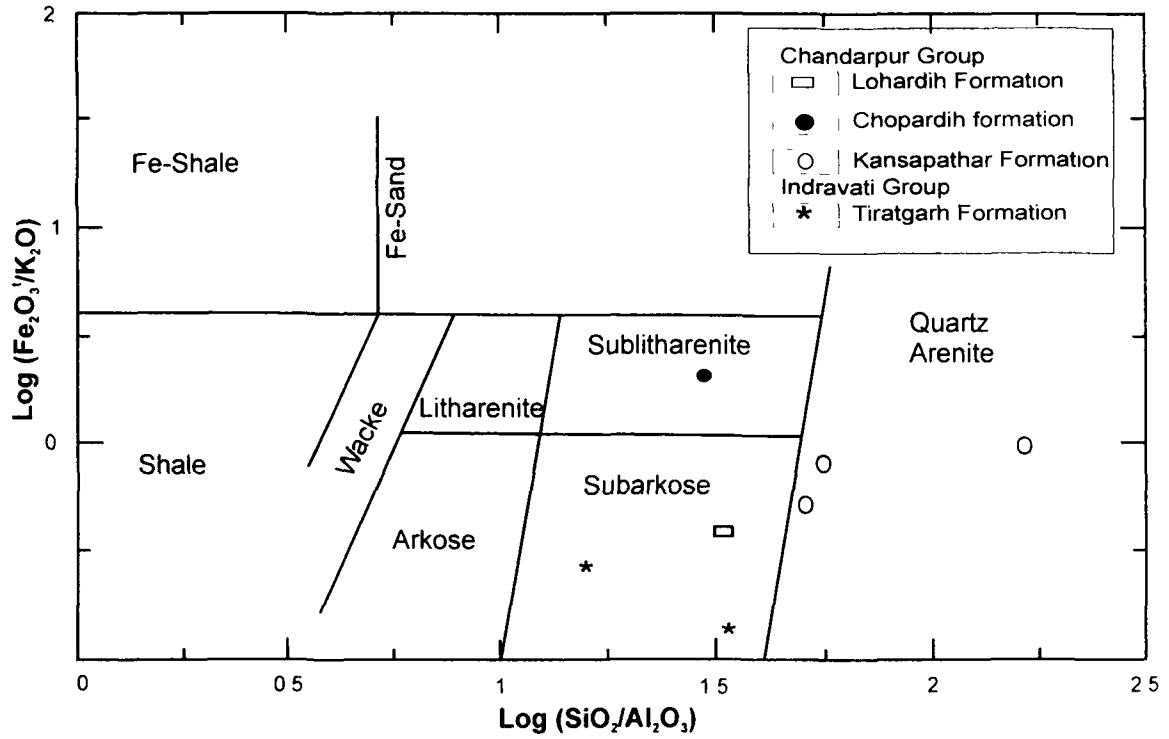 2
Chandarpur Group
Lohardih Formation
Chopardih formation
Kansapathar Formation
Indravati Group
Tiratgarh Formation
Fe-Shale
Fe-Sand
1
Log (Fe₂O₃ᵗ/K₂O)
Quartz
Arenite
Sublitharenite
Litharenite
Wacke
0
Shale
Subarkose
Arkose
0 0 5 1 1 5 2 2 5
Log (SiO₂/Al₂O₃)